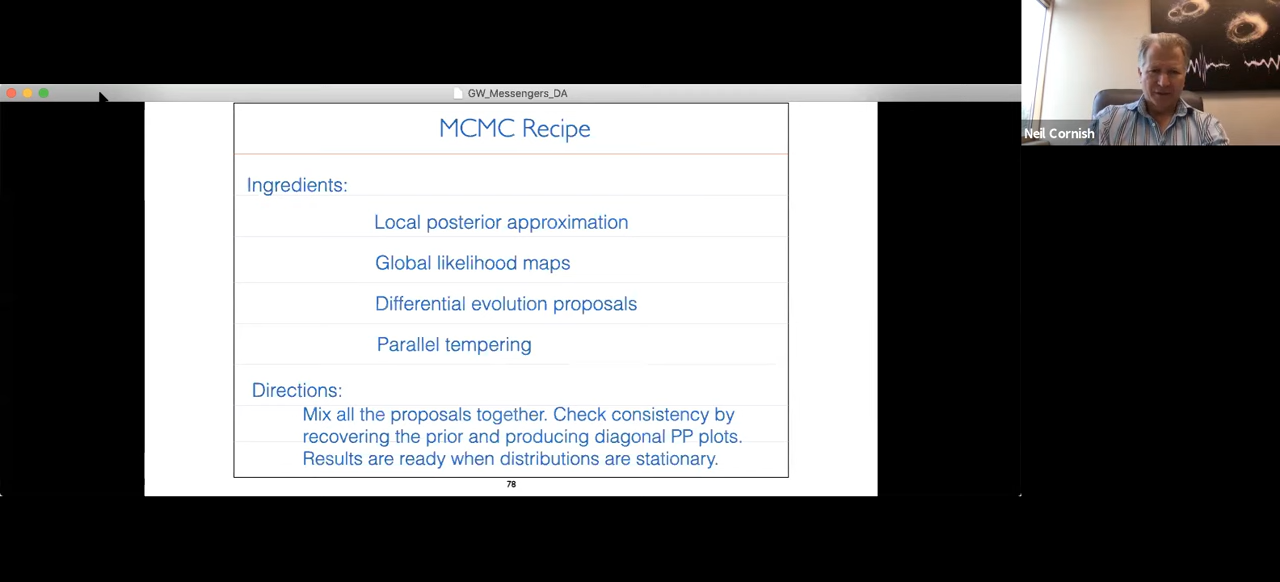 GW_Messengers_DA
Neil Cornish
MCMC Recipe
Ingredients:
Local posterior approximation
Global likelihood maps
Differential evolution proposals
Parallel tempering
Directions:
Mix all the proposals together. Check consistency by
recovering the prior and producing diagonal PP plots.
Results are ready when distributions are stationary.
78